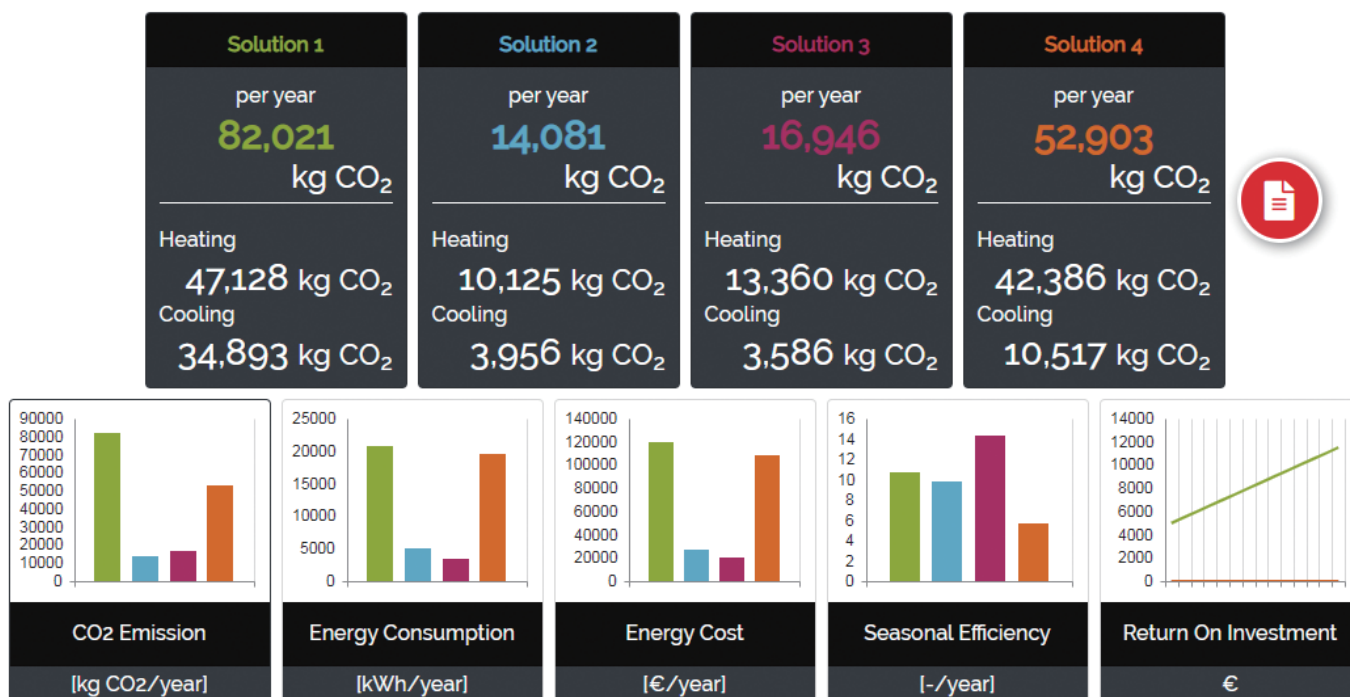 Solution 1
per year
82,021
kg CO₂
Heating
47,128 kg CO₂
Cooling
34,893 kg CO₂
Solution 2
per year
14,081
kg CO₂
Heating
10,125 kg CO₂
Cooling
3,956 kg CO₂
Solution 3
per year
16,946
kg CO₂
Heating
13,360 kg CO₂
Cooling
3,586 kg CO₂
Solution 4
per year
52,903
kg CO₂
Heating
42,386 kg CO₂
Cooling
10,517 kg CO₂
90000
80000
70000
60000
50000
40000
30000
20000
10000
0
CO2 Emission
[kg CO2/year]
25000
20000
15000
10000
5000
0
Energy Consumption
[kWh/year]
140000
120000
100000
80000
60000
40000
20000
0
Energy Cost
[€/year]
16
14
12
10
8
6
4
2
0
Seasonal Efficiency
[-/year]
14000
12000
10000
8000
6000
4000
2000
0
Return On Investment
€